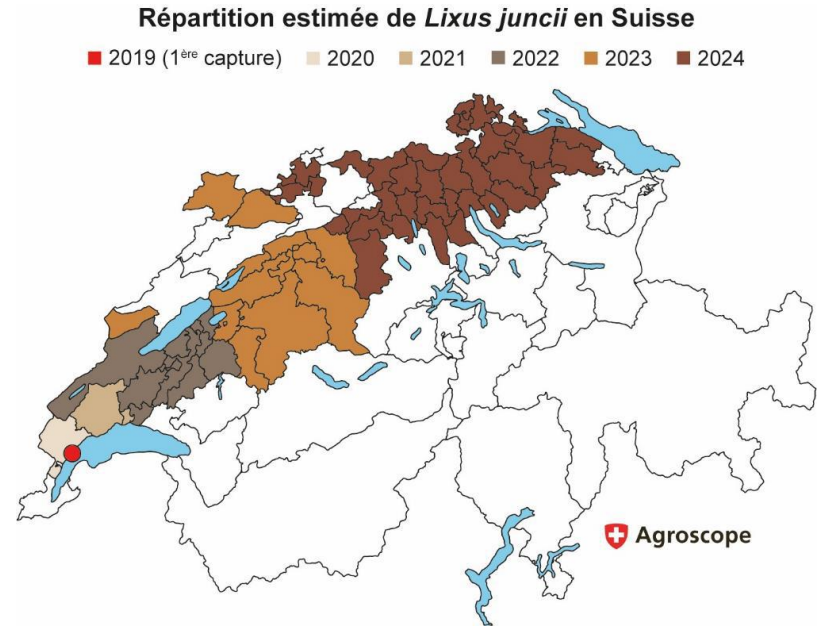 Répartition estimée de Lixus juncii en Suisse
2019 (1ère capture) 2020 2021 2022 2023 2024
Agroscope